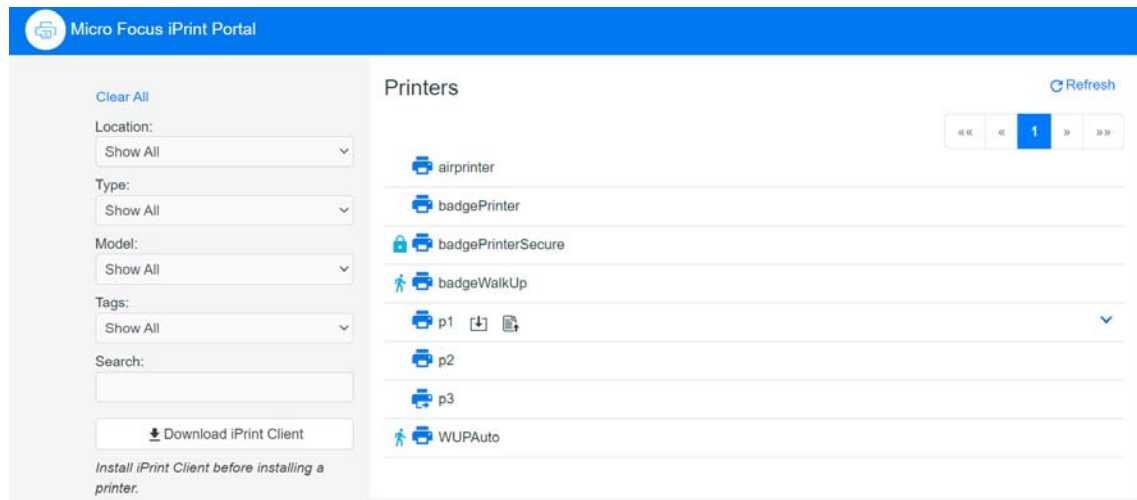 Micro Focus iPrint Portal
Clear All
Location:
Show All
Type:
Show All
Model:
Show All
Tags:
Show All
Search:
Download iPrint Client
Install iPrint Client before installing a
printer.
Printers
Refresh
«« « 1 » »»
airprinter
badgePrinter
badgePrinterSecure
badgeWalkUp
p1
p2
p3
WUPAuto